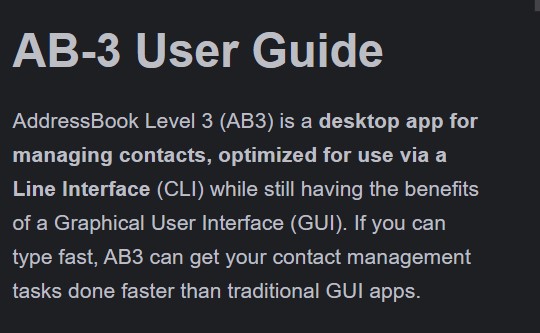 AB-3 User Guide
AddressBook Level 3 (AB3) is a desktop app for
managing contacts, optimized for use via a
Line Interface (CLI) while still having the benefits
of a Graphical User Interface (GUI). If you can
type fast, AB3 can get your contact management
tasks done faster than traditional GUI apps.